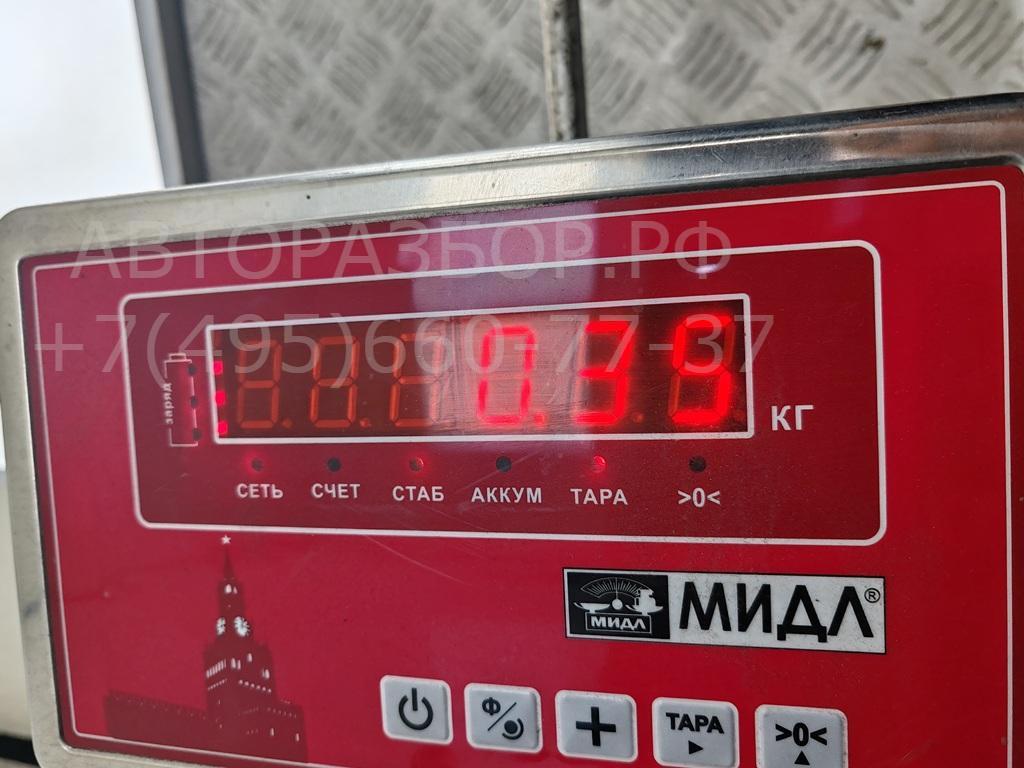 АВТОРАЗБОР.РФ
+7(495)660-77-37
заряд
0.35 КГ
СЕТЬ СЧЕТ СТАБ АККУМ ТАРА >0<
МИДЛ МИДЛ®
Ф ТАРА >0<